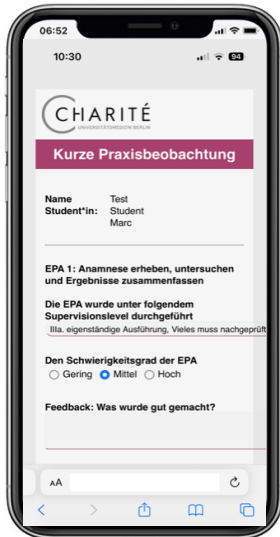 06:52
10:30
94
CHARITÉ
UNIVERSITÄTSMEDIZIN BERLIN
Kurze Praxisbeobachtung
Name Test
Student*in: Student
Marc
EPA 1: Anamnese erheben, untersuchen
und Ergebnisse zusammenfassen
Die EPA wurde unter folgendem
Supervisionslevel durchgeführt
IIIa. eigenständige Ausführung, Vieles muss nachgeprüft
Den Schwierigkeitsgrad der EPA
Gering Mittel Hoch
Feedback: Was wurde gut gemacht?
AA